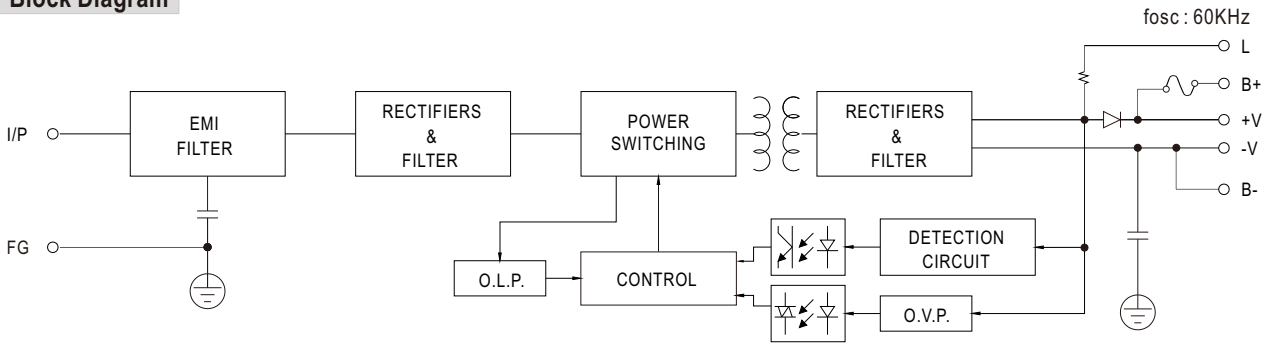 Block Diagram
fosc : 60KHz
L
B+
I/P
EMI
FILTER
RECTIFIERS
&
FILTER
POWER
SWITCHING
RECTIFIERS
&
FILTER
+V
-V
B-
FG
O.L.P.
CONTROL
DETECTION
CIRCUIT
O.V.P.